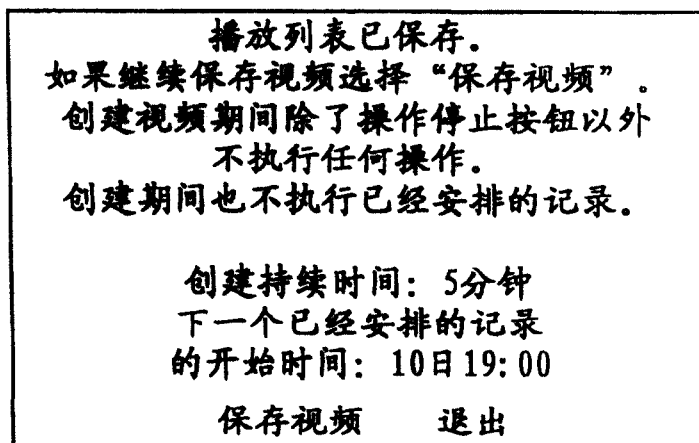 播放列表已保存.
如果继续保存视频选择“保存视频”.
创建视频期间除了操作停止按钮以外
不执行任何操作.
创建期间也不执行已经安排的记录.
创建持续时间: 5分钟
下一个已经安排的记录
的开始时间: 10日19:00
保存视频 退出